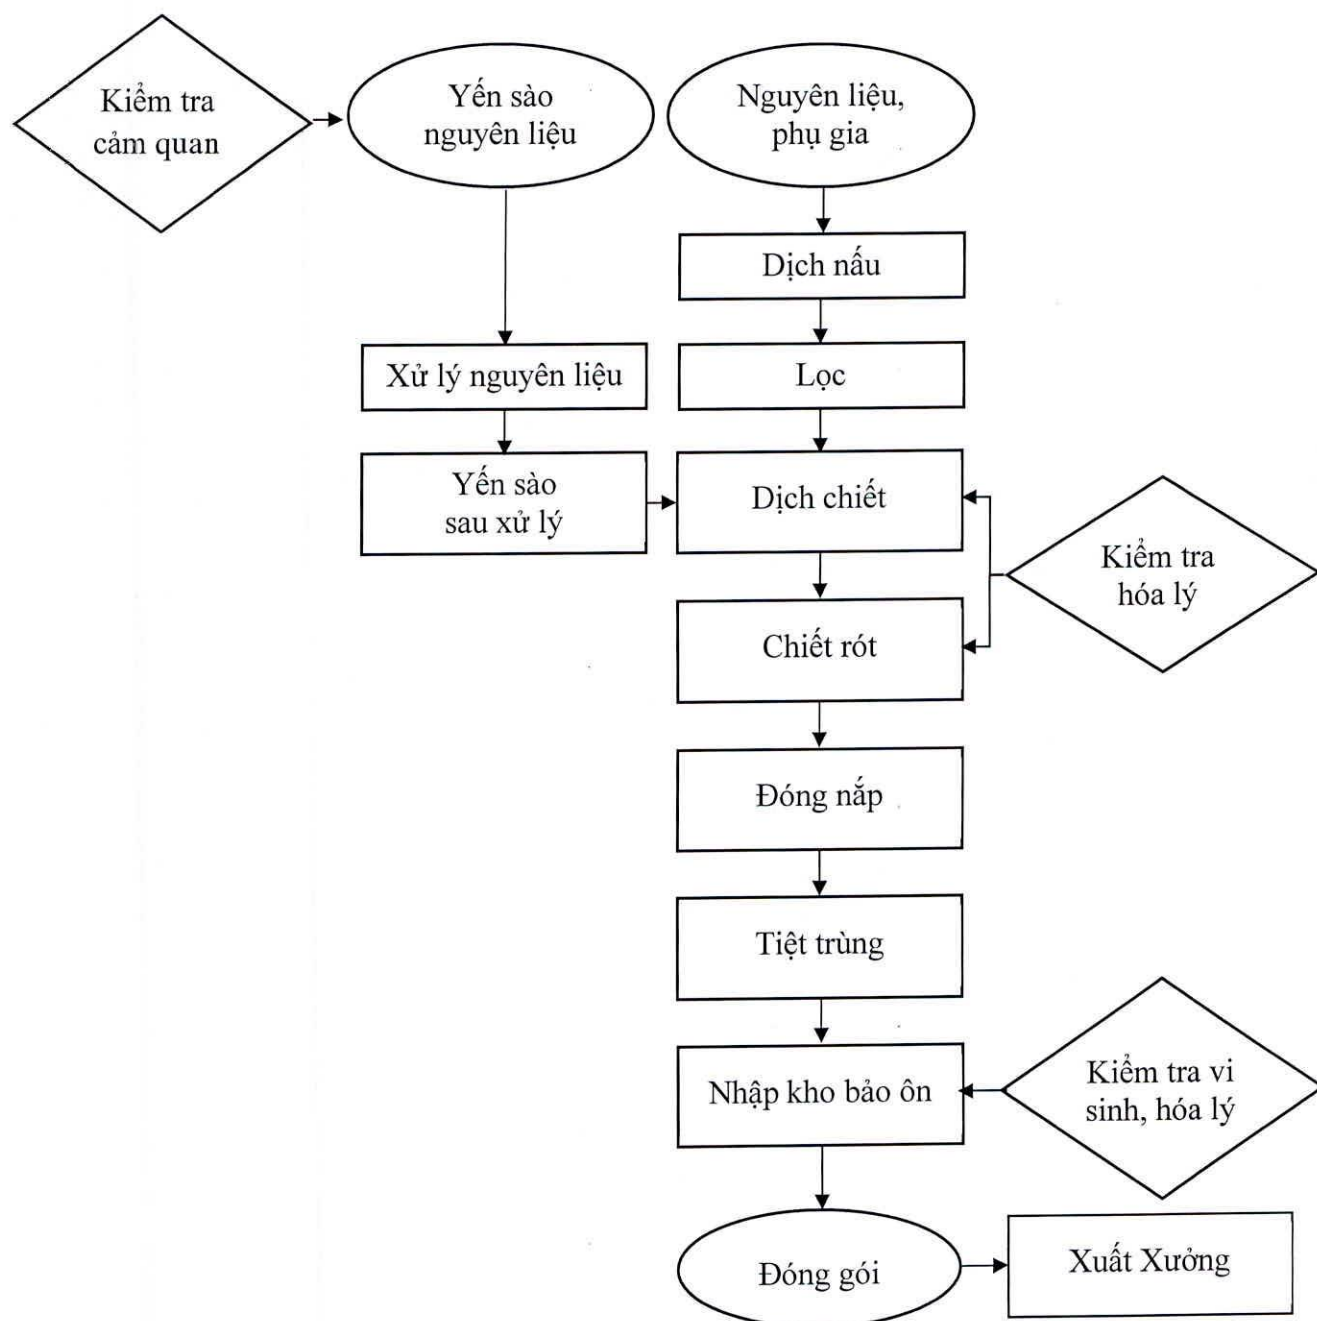 Kiểm tra
cảm quan
Yến sào
nguyên liệu
Nguyên liệu,
phụ gia
Dịch nấu
Xử lý nguyên liệu
Lọc
Yến sào
sau xử lý
Dịch chiết
Kiểm tra
hóa lý
Chiết rót
Đóng nắp
Tiệt trùng
Nhập kho bảo ôn
Kiểm tra vi
sinh, hóa lý
Đóng gói
Xuất Xưởng